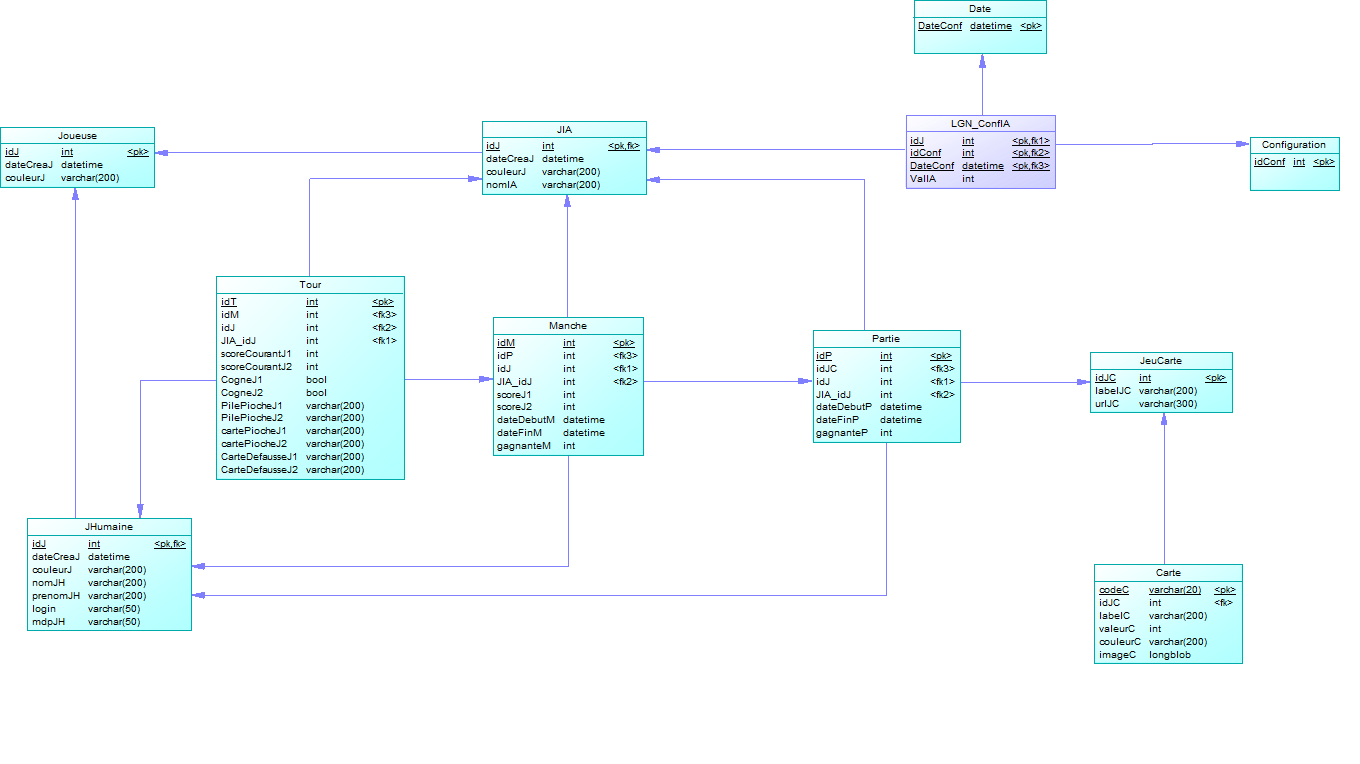 Date
DateConf datetime <pk>
LGN_ConfIA
idJ int <pk,fk1>
idConf int <pk,fk2>
DateConf datetime <pk,fk3>
ValIA int
Configuration
idConf int <pk>
Joueuse
idJ int <pk>
dateCreaJ datetime
couleurJ varchar(200)
JIA
idJ int <pk,fk>
dateCreaJ datetime
couleurJ varchar(200)
nomIA varchar(200)
Tour
idT int <pk>
idM int <fk3>
idJ int <fk2>
JIA_idJ int <fk1>
scoreCourantJ1 int
scoreCourantJ2 int
CogneJ1 bool
CogneJ2 bool
PilePiocheJ1 varchar(200)
PilePiocheJ2 varchar(200)
cartePiocheJ1 varchar(200)
cartePiocheJ2 varchar(200)
CarteDefausseJ1 varchar(200)
CarteDefausseJ2 varchar(200)
Manche
idM int <pk>
idP int <fk3>
idJ int <fk1>
JIA_idJ int <fk2>
scoreJ1 int
scoreJ2 int
dateDebutM datetime
dateFinM datetime
gagnanteM int
Partie
idP int <pk>
idJC int <fk3>
idJ int <fk1>
JIA_idJ int <fk2>
dateDebutP datetime
dateFinP datetime
gagnanteP int
JeuCarte
idJC int <pk>
labelJC varchar(200)
urlJC varchar(300)
JHumaine
idJ int <pk,fk>
dateCreaJ datetime
couleurJ varchar(200)
nomJH varchar(200)
prenomJH varchar(200)
login varchar(50)
mdpJH varchar(50)
Carte
codeC varchar(20) <pk>
idJC int <fk>
labelC varchar(200)
valeurC int
couleurC varchar(200)
imageC longblob